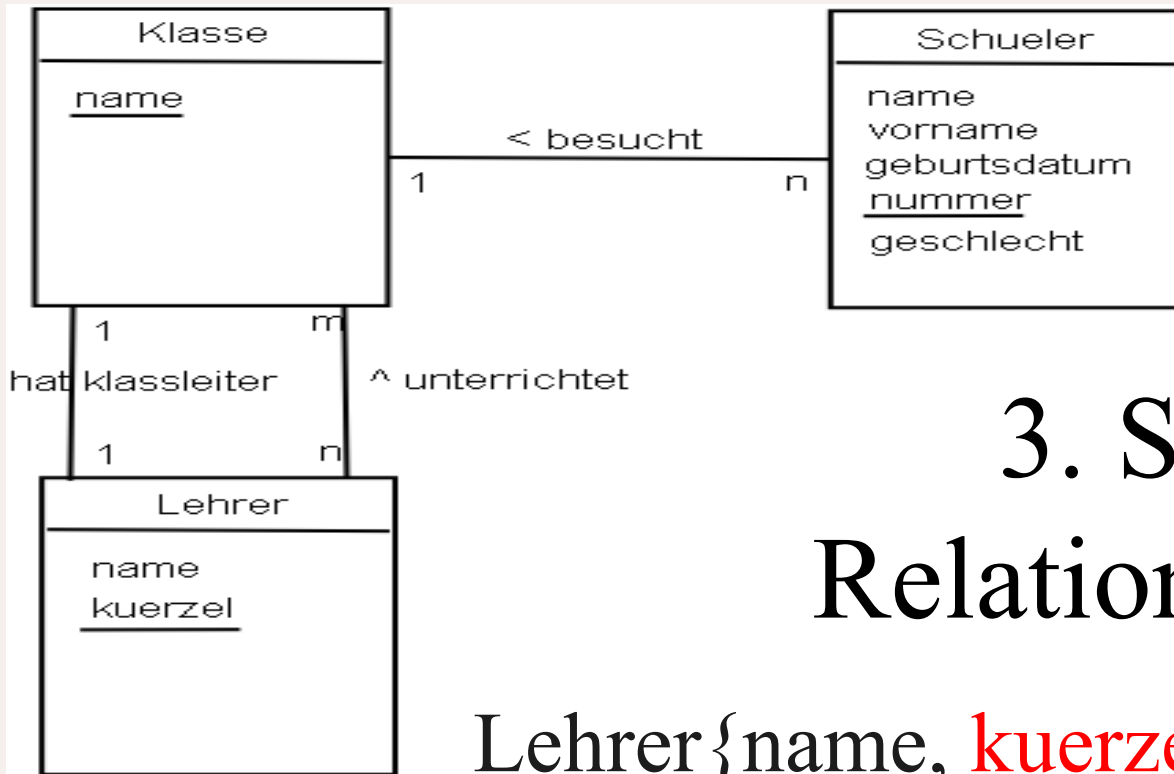 Klasse
name
< besucht
1
n
Schueler
name
vorname
geburtsdatum
nummer
geschlecht
1
m
hat klassleiter
^ unterrichtet
1
n
Lehrer
name
kuerzel
3. S
Relation
Lehrer{name, kuerze